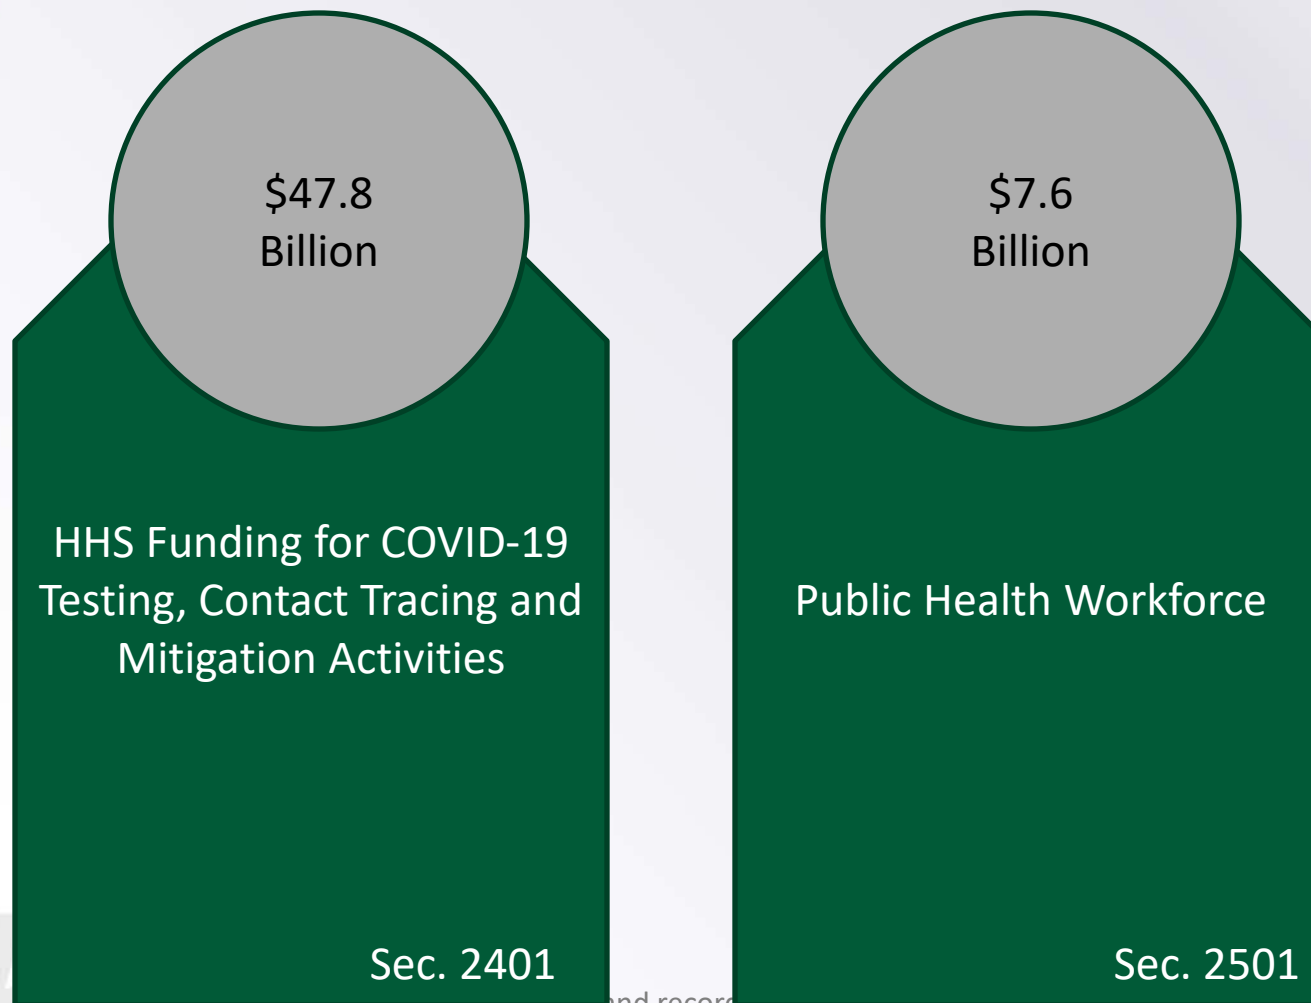 $47.8
Billion
HHS Funding for COVID-19
Testing, Contact Tracing and
Mitigation Activities
Sec. 2401
$7.6
Billion
Public Health Workforce
Sec. 2501